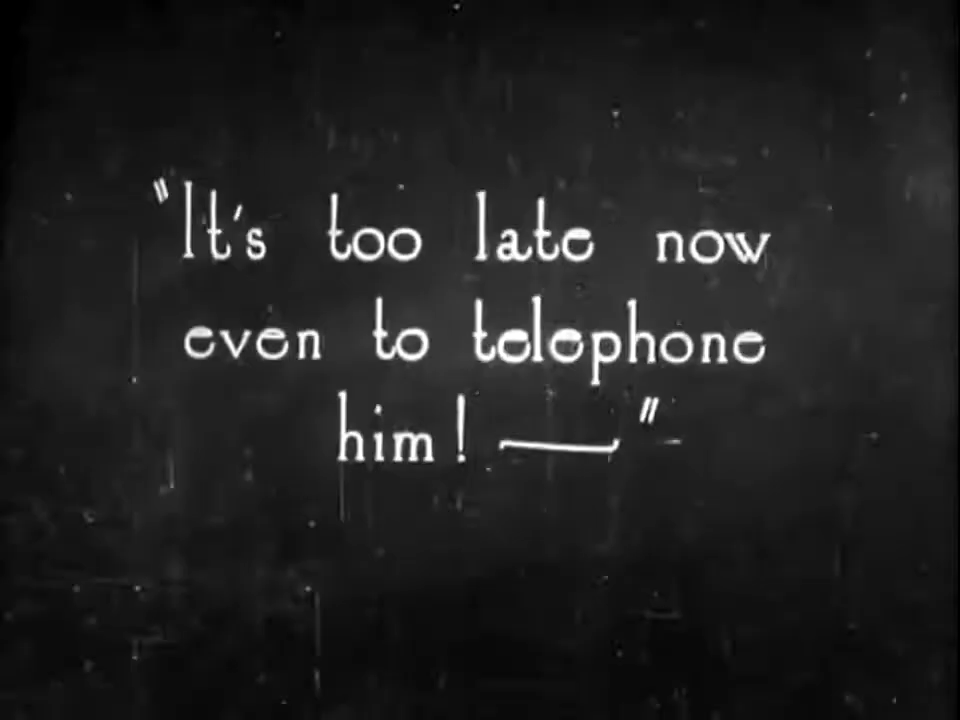 "It's too late now
even to telephone
him! —"